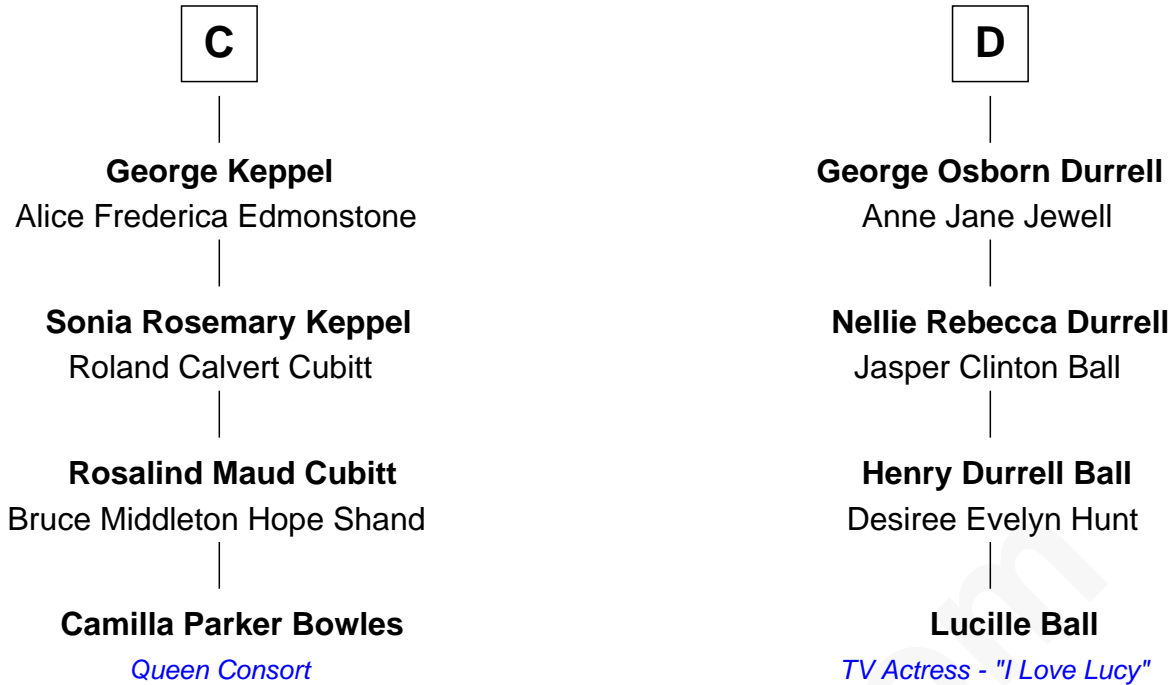 C
George Keppel
Alice Frederica Edmonstone
Sonia Rosemary Keppel
Roland Calvert Cubitt
Rosalind Maud Cubitt
Bruce Middleton Hope Shand
Camilla Parker Bowles
Queen Consort
D
George Osborn Durrell
Anne Jane Jewell
Nellie Rebecca Durrell
Jasper Clinton Ball
Henry Durrell Ball
Desiree Evelyn Hunt
Lucille Ball
TV Actress - "I Love Lucy"